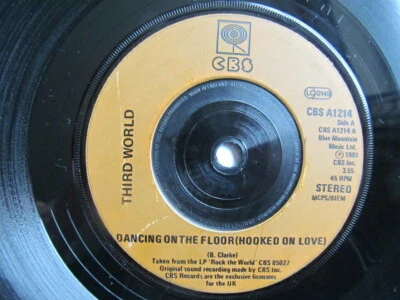 CBS
LC 0149
CBS A1214
Side A
CBS A1214 A
Blue Mountain
Music Ltd.
℗ 1981
CBS Inc.
3.55
45 RPM
STEREO
MCPS/BIEM
THIRD WORLD
DANCING ON THE FLOOR(HOOKED ON LOVE)
(B. Clarke)
Taken from the LP "Rock the World" CBS 85027
Original sound recording made by CBS Inc.
CBS Records are the exclusive licensees
for the UK